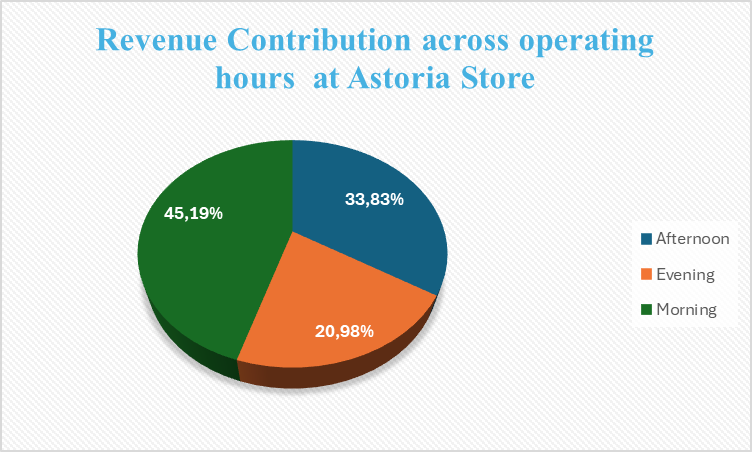 Revenue Contribution across operating
hours  at Astoria Store
33,83%
45,19%
20,98%
Afternoon
Evening
Morning